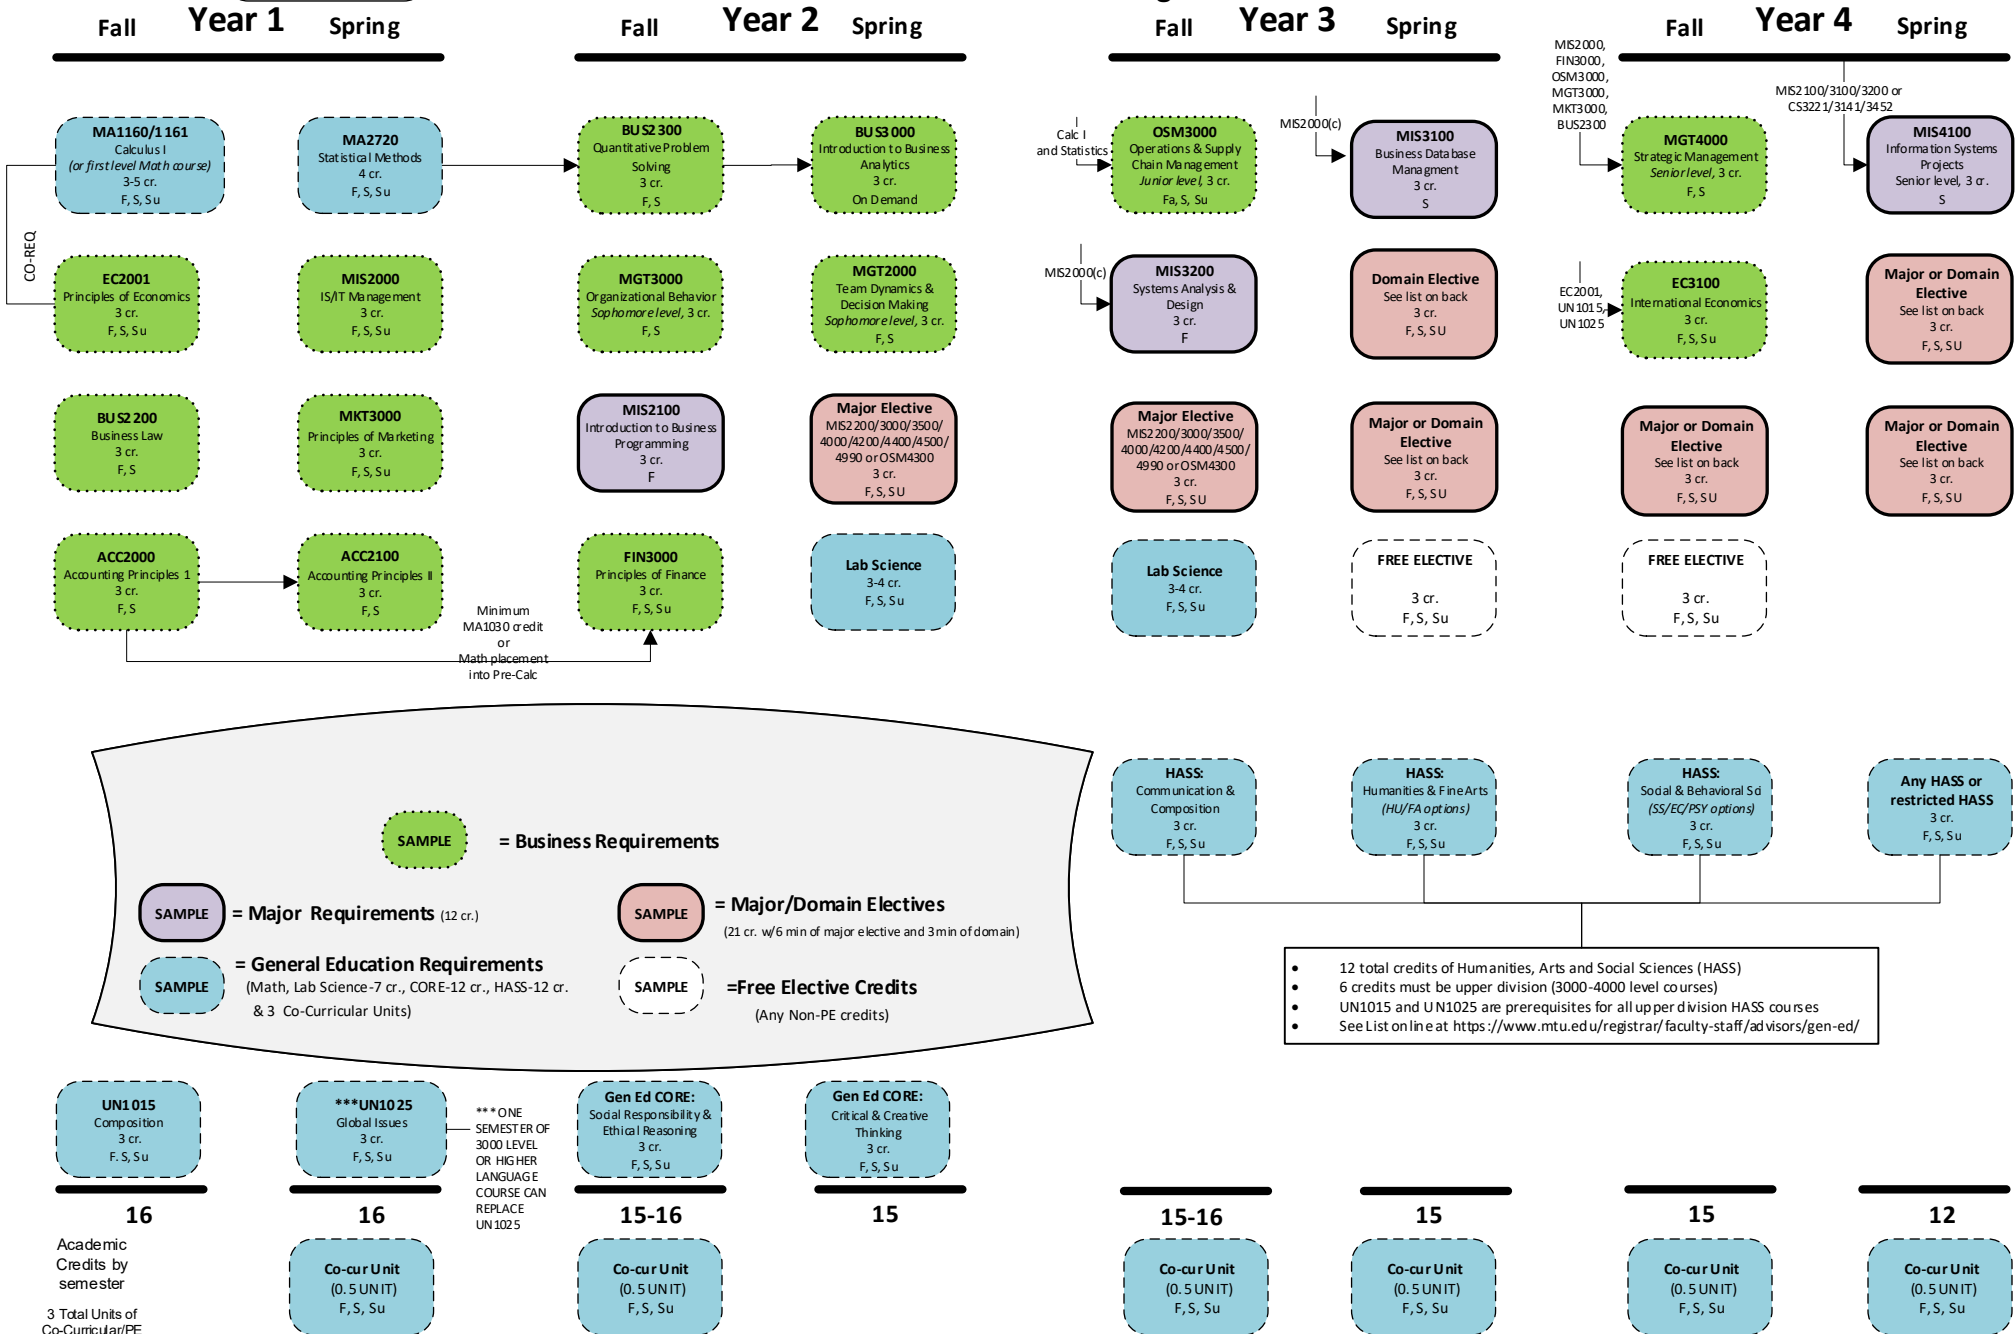 Fall
Year 1
Spring
Fall
Year 2
Spring
Fall
Year 3
Spring
Fall
Year 4
Spring
MA1160/1161
Calculus I
(or first level Math course)
3-5 cr.
F, S, Su
MA2720
Statistical Methods
4 cr.
F, S, Su
BUS2300
Quantitative Problem
Solving
3 cr.
F, S
BUS3000
Introduction to Business
Analytics
3 cr.
On Demand
Calc I
and Statistics
OSM3000
Operations & Supply
Chain Management
Junior level, 3 cr.
Fa, S, Su
MIS2000(c)
MIS3100
Business Database
Managment
3 cr.
S
MIS2000,
FIN3000,
OSM3000,
MGT3000,
MKT3000,
BUS2300
MGT4000
Strategic Management
Senior level, 3 cr.
F, S
MIS2100/3100/3200 or
CS3221/3141/3452
MIS4100
Information Systems
Projects
Senior level, 3 cr.
S
CO-REQ
EC2001
Principles of Economics
3 cr.
F, S, Su
MIS2000
IS/IT Management
3 cr.
F, S, Su
MGT3000
Organizational Behavior
Sophomore level, 3 cr.
F, S
MGT2000
Team Dynamics &
Decision Making
Sophomore level, 3 cr.
F, S
MIS2000(c)
MIS3200
Systems Analysis &
Design
3 cr.
F
Domain Elective
See list on back
3 cr.
F, S, SU
EC2001,
UN1015,
UN1025
EC3100
International Economics
3 cr.
F, S, Su
Major or Domain
Elective
See list on back
3 cr.
F, S, SU
BUS2200
Business Law
3 cr.
F, S
MKT3000
Principles of Marketing
3 cr.
F, S, Su
MIS2100
Introduction to Business
Programming
3 cr.
F
Major Elective
MIS2200/3000/3500/
4000/4200/4400/4500/
4990 or OSM4300
3 cr.
F, S, SU
Major Elective
MIS2200/3000/3500/
4000/4200/4400/4500/
4990 or OSM4300
3 cr.
F, S, SU
Major or Domain
Elective
See list on back
3 cr.
F, S, SU
Major or Domain
Elective
See list on back
3 cr.
F, S, SU
Major or Domain
Elective
See list on back
3 cr.
F, S, SU
ACC2000
Accounting Principles 1
3 cr.
F, S
ACC2100
Accounting Principles II
3 cr.
F, S
Minimum
MA1030 credit
or
Math placement
into Pre-Calc
FIN3000
Principles of Finance
3 cr.
F, S, Su
Lab Science
3-4 cr.
F, S, Su
Lab Science
3-4 cr.
F, S, Su
FREE ELECTIVE
3 cr.
F, S, Su
FREE ELECTIVE
3 cr.
F, S, Su
SAMPLE
= Business Requirements
SAMPLE
= Major Requirements (12 cr.)
SAMPLE
= Major/Domain Electives
(21 cr. w/6 min of major elective and 3 min of domain)
SAMPLE
= General Education Requirements
(Math, Lab Science-7 cr., CORE-12 cr., HASS-12 cr.
& 3 Co-Curricular Units)
SAMPLE
=Free Elective Credits
(Any Non-PE credits)
HASS:
Communication &
Composition
3 cr.
F, S, Su
HASS:
Humanities & Fine Arts
(HU/FA options)
3 cr.
F, S, Su
HASS:
Social & Behavioral Sci
(SS/EC/PSY options)
3 cr.
F, S, Su
Any HASS or
restricted HASS
3 cr.
F, S, Su
• 12 total credits of Humanities, Arts and Social Sciences (HASS)
• 6 credits must be upper division (3000-4000 level courses)
• UN1015 and UN1025 are prerequisites for all upper division HASS courses
• See List online at https://www.mtu.edu/registrar/faculty-staff/advisors/gen-ed/
UN1015
Composition
3 cr.
F. S, Su
***UN1025
Global Issues
3 cr.
F, S, Su
***ONE
SEMESTER OF
3000 LEVEL
OR HIGHER
LANGUAGE
COURSE CAN
REPLACE
UN1025
Gen Ed CORE:
Social Responsibility &
Ethical Reasoning
3 cr.
F, S, Su
Gen Ed CORE:
Critical & Creative
Thinking
3 cr.
F, S, Su
16
16
15-16
15
15-16
15
15
12
Academic
Credits by
semester
3 Total Units of
Co-Curricular/PE
Co-cur Unit
(0.5 UNIT)
F, S, Su
Co-cur Unit
(0.5 UNIT)
F, S, Su
Co-cur Unit
(0.5 UNIT)
F, S, Su
Co-cur Unit
(0.5 UNIT)
F, S, Su
Co-cur Unit
(0.5 UNIT)
F, S, Su
Co-cur Unit
(0.5 UNIT)
F, S, Su